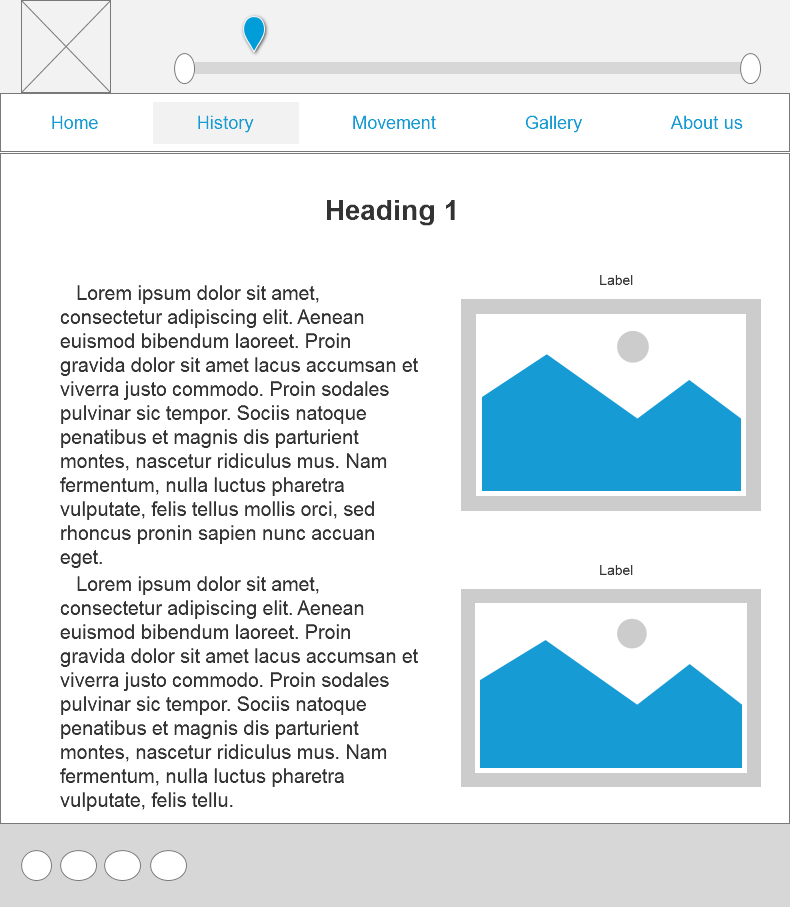 Home History Movement Gallery About us
Heading 1
Lorem ipsum dolor sit amet,
consectetur adipiscing elit. Aenean
euismod bibendum laoreet. Proin
gravida dolor sit amet lacus accumsan et
viverra justo commodo. Proin sodales
pulvinar sic tempor. Sociis natoque
penatibus et magnis dis parturient
montes, nascetur ridiculus mus. Nam
fermentum, nulla luctus pharetra
vulputate, felis tellus mollis orci, sed
rhoncus pronin sapien nunc accuan
eget.
Lorem ipsum dolor sit amet,
consectetur adipiscing elit. Aenean
euismod bibendum laoreet. Proin
gravida dolor sit amet lacus accumsan et
viverra justo commodo. Proin sodales
pulvinar sic tempor. Sociis natoque
penatibus et magnis dis parturient
montes, nascetur ridiculus mus. Nam
fermentum, nulla luctus pharetra
vulputate, felis tellu.
Label
Label